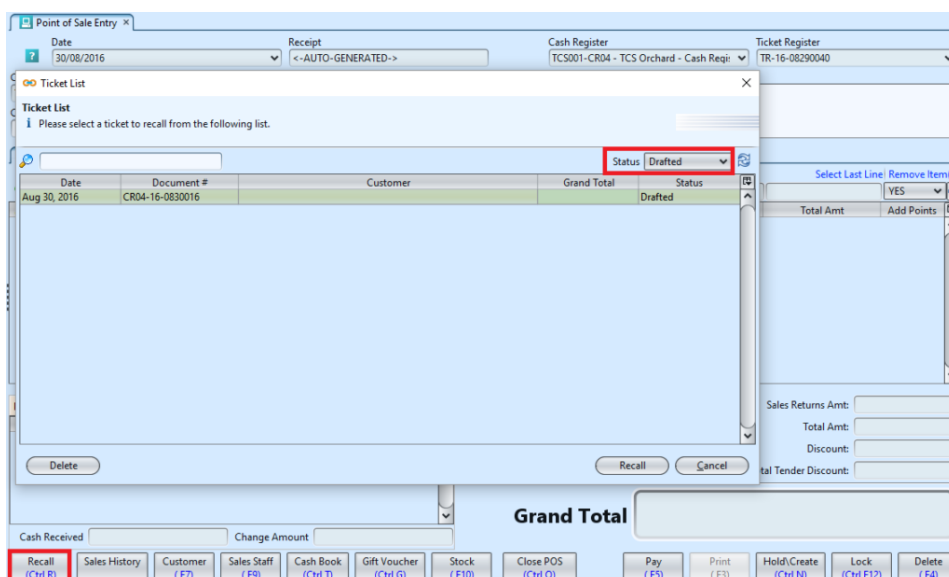 Point of Sale Entry
Date Receipt Cash Register Ticket Register
30/08/2016 <-AUTO-GENERATED-> TCS001-CR04 - TCS Orchard - Cash Regi: TR-16-08290040
Ticket List
Ticket List
Please select a ticket to recall from the following list.
Status Drafted
Select Last Line Remove Item
YES
Date Document # Customer Grand Total Status
Aug 30, 2016 CR04-16-0830016 Drafted
Total Amt Add Points
Sales Returns Amt:
Total Amt:
Discount:
tal Tender Discount:
Delete Recall Cancel
Grand Total
Cash Received Change Amount
Recall Sales History Customer Sales Staff Cash Book Gift Voucher Stock Close POS Pay Print Hold\Create Lock Delete
(Ctrl R) (F7) (F9) (Ctrl T) (Ctrl G) (F10) (Ctrl Q) (F5) (F3) (Ctrl N) (Ctrl F12) (F4)